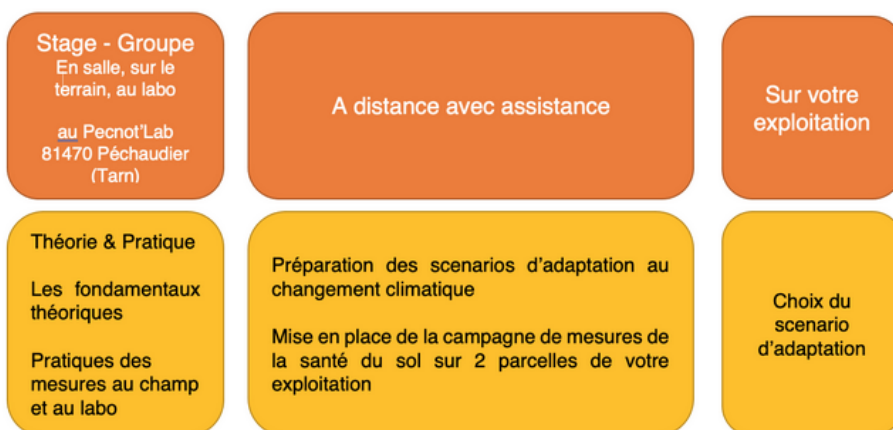 Stage - Groupe
En salle, sur le
terrain, au labo
au Pecnot'Lab
81470 Péchaudier
(Tarn)
A distance avec assistance
Sur votre
exploitation
Théorie & Pratique
Les fondamentaux
théoriques
Pratiques des
mesures au champ
et au labo
Préparation des scenarios d'adaptation au
changement climatique
Mise en place de la campagne de mesures de
la santé du sol sur 2 parcelles de votre
exploitation
Choix du
scenario
d'adaptation